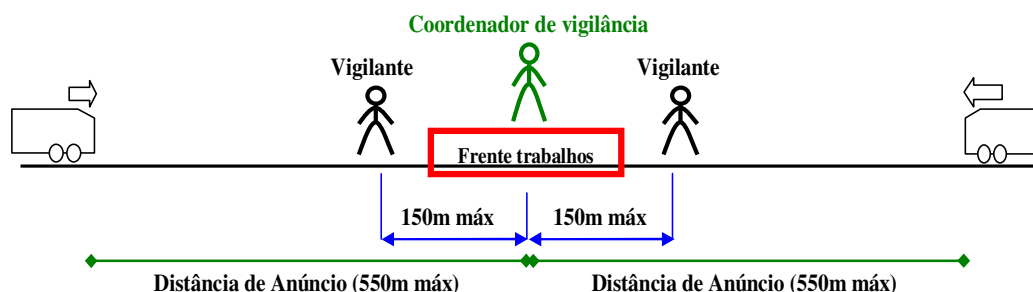 Coordenador de vigilância
Vigilante
Vigilante
Frente trabalhos
150m máx
150m máx
Distância de Anúncio (550m máx)
Distância de Anúncio (550m máx)